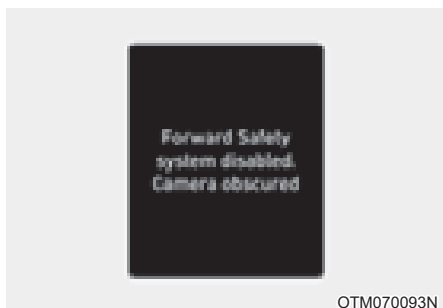 Forward Safety
system disabled.
Camera obscured
OTM070093N